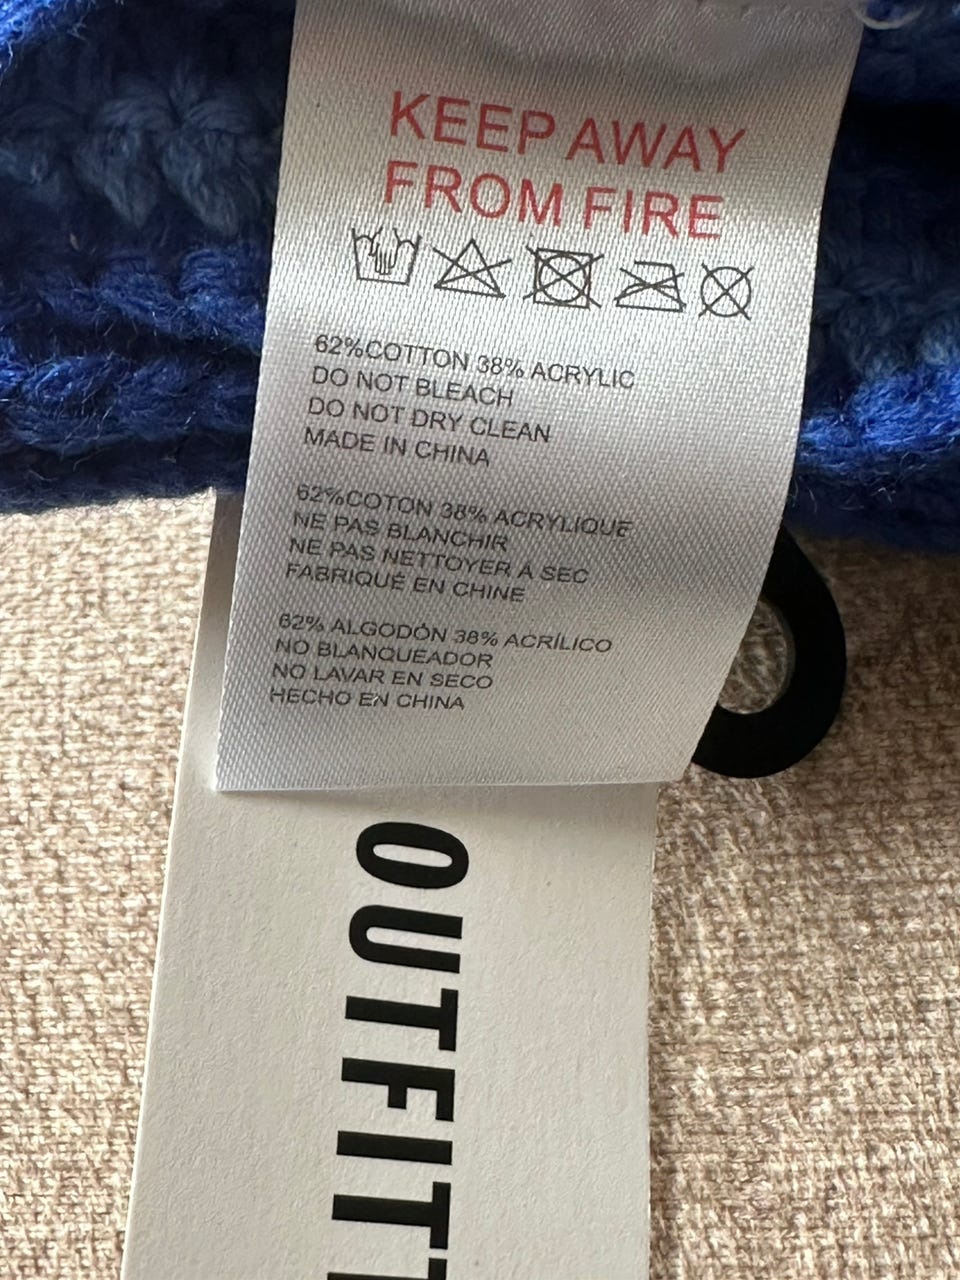 KEEP AWAY
FROM FIRE
62%COTTON 38% ACRYLIC
DO NOT BLEACH
DO NOT DRY CLEAN
MADE IN CHINA
62%COTON 38% ACRYLIQUE
NE PAS BLANCHIR
NE PAS NETTOYER À SEC
FABRIQUÉ EN CHINE
62% ALGODÓN 38% ACRÍLICO
NO BLANQUEADOR
NO LAVAR EN SECO
HECHO EN CHINA
OUTFIT